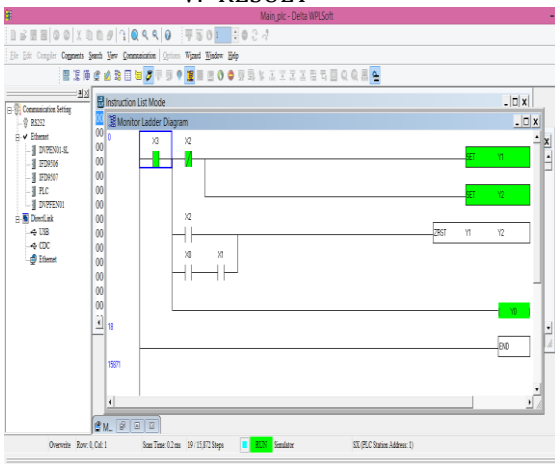 V. RESULT
Main_plc - Delta WPLSoft
File Edit Compiler Comments Search View Communication Options Wizard Window Help
Communication Setting
RS232
Ethernet
DVPEN01-SL
IFD9506
IFD9507
PLC
DVPFEN01
DirectLink
USB
CDC
Ethernet
Instruction List Mode
Monitor Ladder Diagram
0
X3 X2
SET Y1
SET Y2
X2
ZRST Y1 Y2
X0 X1
Y0
18
END
15871
M...
Overwrite Row: 0, Col: 1 Scan Time: 0.2 ms 19 / 15,872 Steps RUN Simulator SX (PLC Station Address: 1)